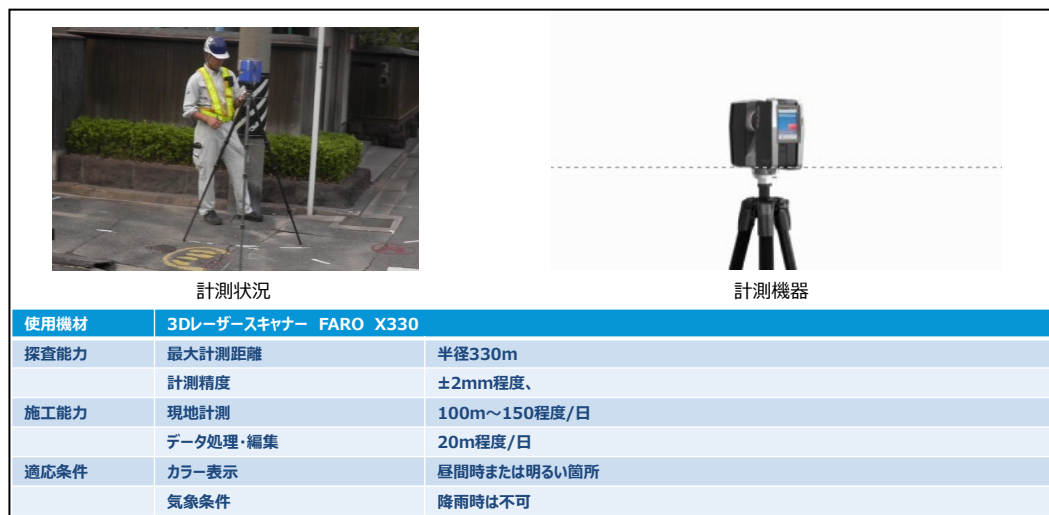 計測状況
計測機器
使用機材 3Dレーザースキャナー FARO X330
探査能力 最大計測距離 半径330m
計測精度 ±2mm程度、
施工能力 現地計測 100m～150程度/日
データ処理・編集 20m程度/日
適応条件 カラー表示 昼間時または明るい箇所
気象条件 降雨時は不可